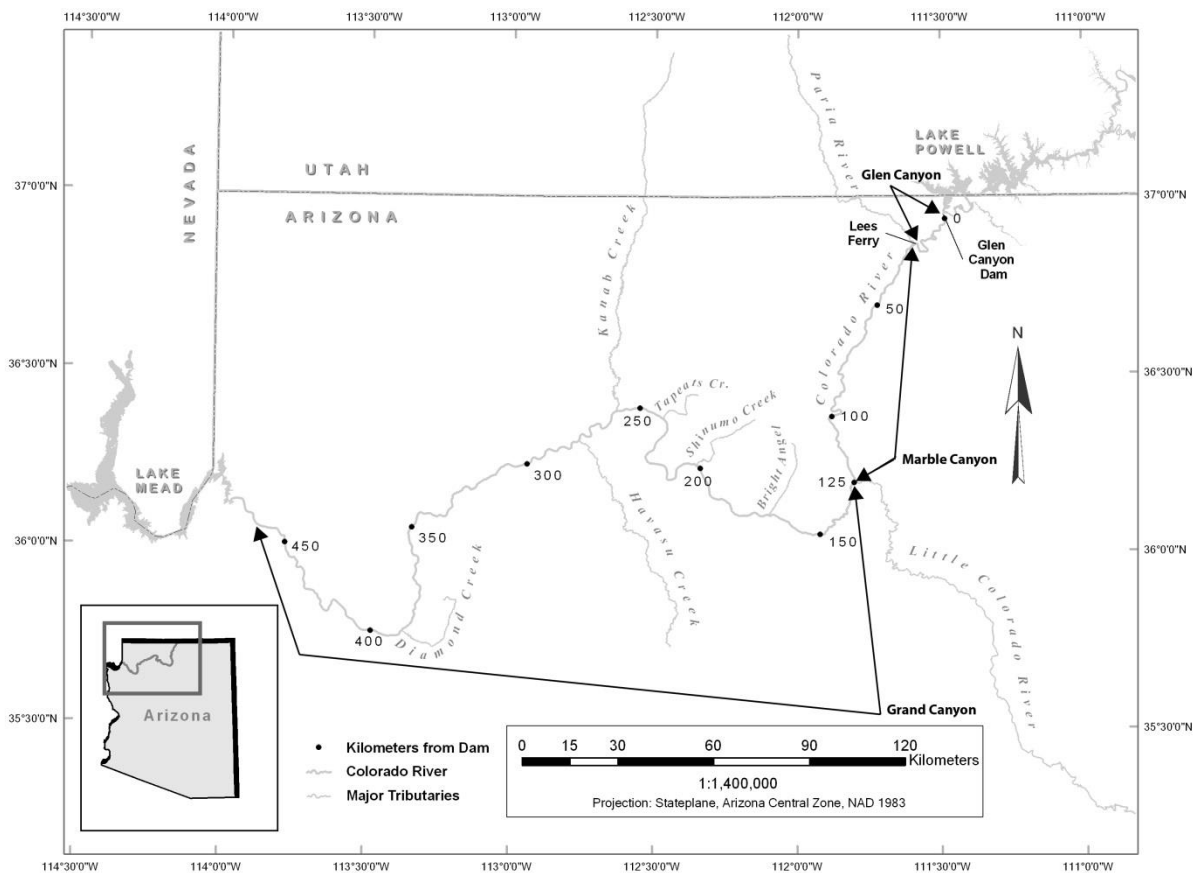 114°30'0"W 114°0'0"W 113°30'0"W 113°0'0"W 112°30'0"W 112°0'0"W 111°30'0"W 111°0'0"W
NEVADA
UTAH
ARIZONA
Paria River
LAKE
POWELL
Glen Canyon
37°0'0"N
37°0'0"N
0
Lees
Ferry
Glen
Canyon
Dam
Kanab Creek
Colorado River
50
N
36°30'0"N
36°30'0"N
Tapeats Cr.
100
250
Shinumo Creek
Bright Angel
Marble Canyon
LAKE
MEAD
300
200
125
Havasu Creek
350
150
36°0'0"N
36°0'0"N
450
Little Colorado River
Diamond Creek
400
Grand Canyon
35°30'0"N
35°30'0"N
Arizona
Kilometers from Dam
Colorado River
Major Tributaries
0 15 30 60 90 120
Kilometers
1:1,400,000
Projection: Stateplane, Arizona Central Zone, NAD 1983
114°30'0"W 114°0'0"W 113°30'0"W 113°0'0"W 112°30'0"W 112°0'0"W 111°30'0"W 111°0'0"W